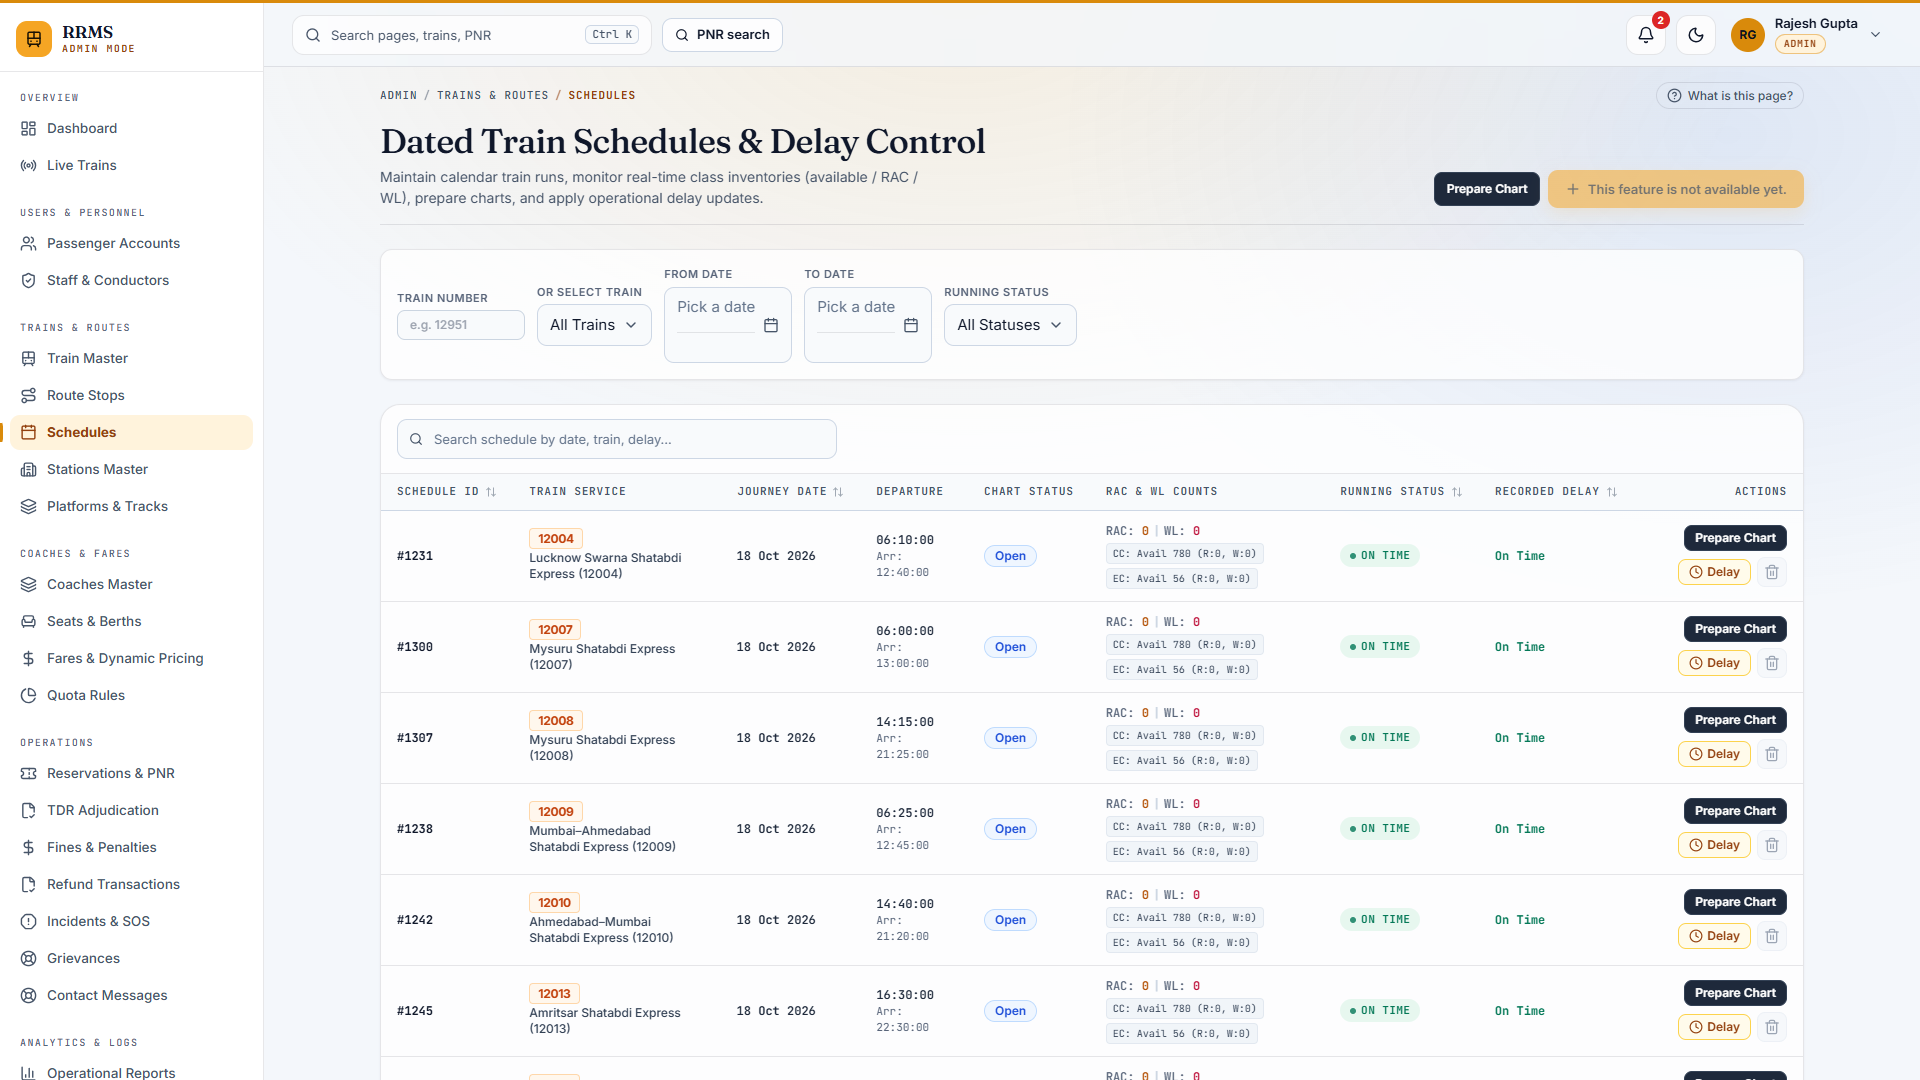 RRMS
ADMIN MODE
Search pages, trains, PNR
Ctrl K
PNR search
2
RG
Rajesh Gupta
ADMIN
OVERVIEW
Dashboard
Live Trains
USERS & PERSONNEL
Passenger Accounts
Staff & Conductors
TRAINS & ROUTES
Train Master
Route Stops
Schedules
Stations Master
Platforms & Tracks
COACHES & FARES
Coaches Master
Seats & Berths
Fares & Dynamic Pricing
Quota Rules
OPERATIONS
Reservations & PNR
TDR Adjudication
Fines & Penalties
Refund Transactions
Incidents & SOS
Grievances
Contact Messages
ANALYTICS & LOGS
Operational Reports
ADMIN / TRAINS & ROUTES / SCHEDULES
What is this page?
Dated Train Schedules & Delay Control
Maintain calendar train runs, monitor real-time class inventories (available / RAC /
WL), prepare charts, and apply operational delay updates.
Prepare Chart
This feature is not available yet.
TRAIN NUMBER
e.g. 12951
OR SELECT TRAIN
All Trains
FROM DATE
Pick a date
TO DATE
Pick a date
RUNNING STATUS
All Statuses
Search schedule by date, train, delay...
SCHEDULE ID TRAIN SERVICE JOURNEY DATE DEPARTURE CHART STATUS RAC & WL COUNTS RUNNING STATUS RECORDED DELAY ACTIONS
#1231
12004
Lucknow Swarna Shatabdi
Express (12004)
18 Oct 2026
06:10:00
Arr:
12:40:00
Open
RAC: 0 | WL: 0
CC: Avail 780 (R:0, W:0)
EC: Avail 56 (R:0, W:0)
ON TIME
On Time
Prepare Chart
Delay
#1300
12007
Mysuru Shatabdi Express
(12007)
18 Oct 2026
06:00:00
Arr:
13:00:00
Open
RAC: 0 | WL: 0
CC: Avail 780 (R:0, W:0)
EC: Avail 56 (R:0, W:0)
ON TIME
On Time
Prepare Chart
Delay
#1307
12008
Mysuru Shatabdi Express
(12008)
18 Oct 2026
14:15:00
Arr:
21:25:00
Open
RAC: 0 | WL: 0
CC: Avail 780 (R:0, W:0)
EC: Avail 56 (R:0, W:0)
ON TIME
On Time
Prepare Chart
Delay
#1238
12009
Mumbai–Ahmedabad
Shatabdi Express (12009)
18 Oct 2026
06:25:00
Arr:
12:45:00
Open
RAC: 0 | WL: 0
CC: Avail 780 (R:0, W:0)
EC: Avail 56 (R:0, W:0)
ON TIME
On Time
Prepare Chart
Delay
#1242
12010
Ahmedabad–Mumbai
Shatabdi Express (12010)
18 Oct 2026
14:40:00
Arr:
21:20:00
Open
RAC: 0 | WL: 0
CC: Avail 780 (R:0, W:0)
EC: Avail 56 (R:0, W:0)
ON TIME
On Time
Prepare Chart
Delay
#1245
12013
Amritsar Shatabdi Express
(12013)
18 Oct 2026
16:30:00
Arr:
22:30:00
Open
RAC: 0 | WL: 0
CC: Avail 780 (R:0, W:0)
EC: Avail 56 (R:0, W:0)
ON TIME
On Time
Prepare Chart
Delay
RAC: 0 | WL: 0